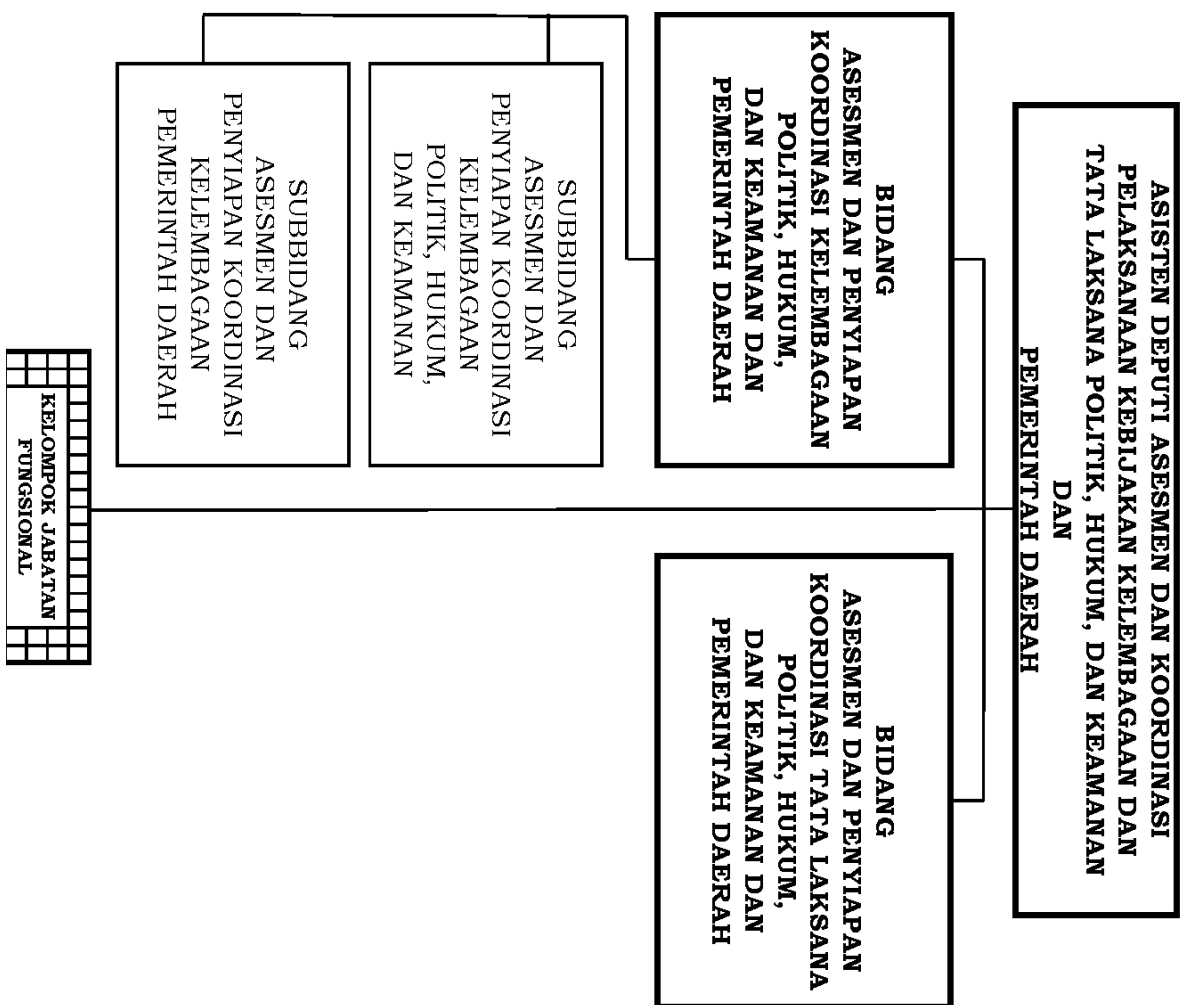 ASISTEN DEPUTI ASESMEN DAN KOORDINASI
PELAKSANAAN KEBIJAKAN KELEMBAGAAN DAN
TATA LAKSANA POLITIK, HUKUM, DAN KEAMANAN
DAN
PEMERINTAH DAERAH
BIDANG
ASESMEN DAN PENYIAPAN
KOORDINASI KELEMBAGAAN
POLITIK, HUKUM,
DAN KEAMANAN DAN
PEMERINTAH DAERAH
BIDANG
ASESMEN DAN PENYIAPAN
KOORDINASI TATA LAKSANA
POLITIK, HUKUM,
DAN KEAMANAN DAN
PEMERINTAH DAERAH
SUBBIDANG
ASESMEN DAN
PENYIAPAN KOORDINASI
KELEMBAGAAN
POLITIK, HUKUM,
DAN KEAMANAN
SUBBIDANG
ASESMEN DAN
PENYIAPAN KOORDINASI
KELEMBAGAAN
PEMERINTAH DAERAH
KELOMPOK JABATAN
FUNGSIONAL